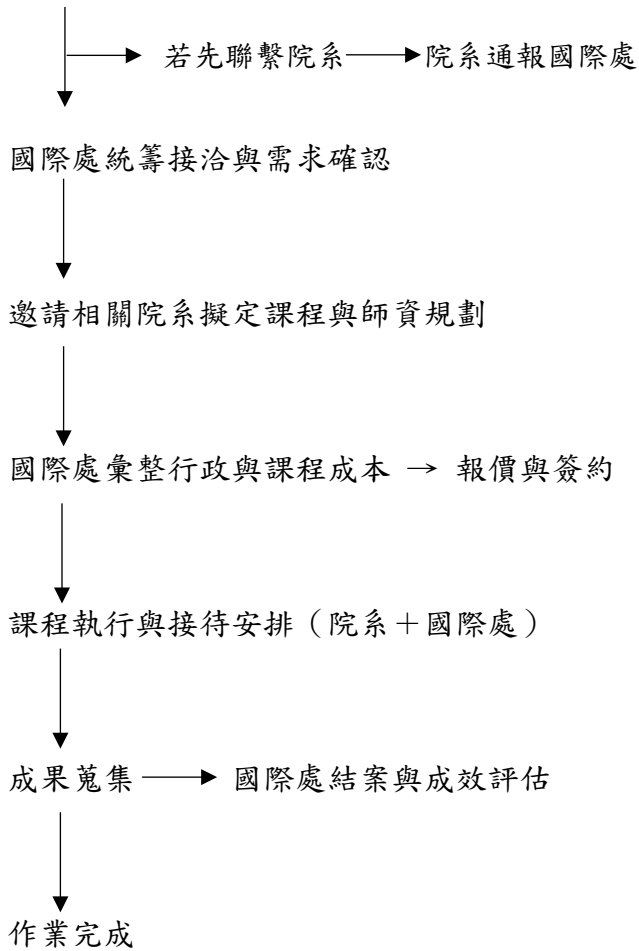 若先聯繫院系 院系通報國際處
國際處統籌接洽與需求確認
邀請相關院系擬定課程與師資規劃
國際處彙整行政與課程成本 → 報價與簽約
課程執行與接待安排（院系＋國際處）
成果蒐集 國際處結案與成效評估
作業完成